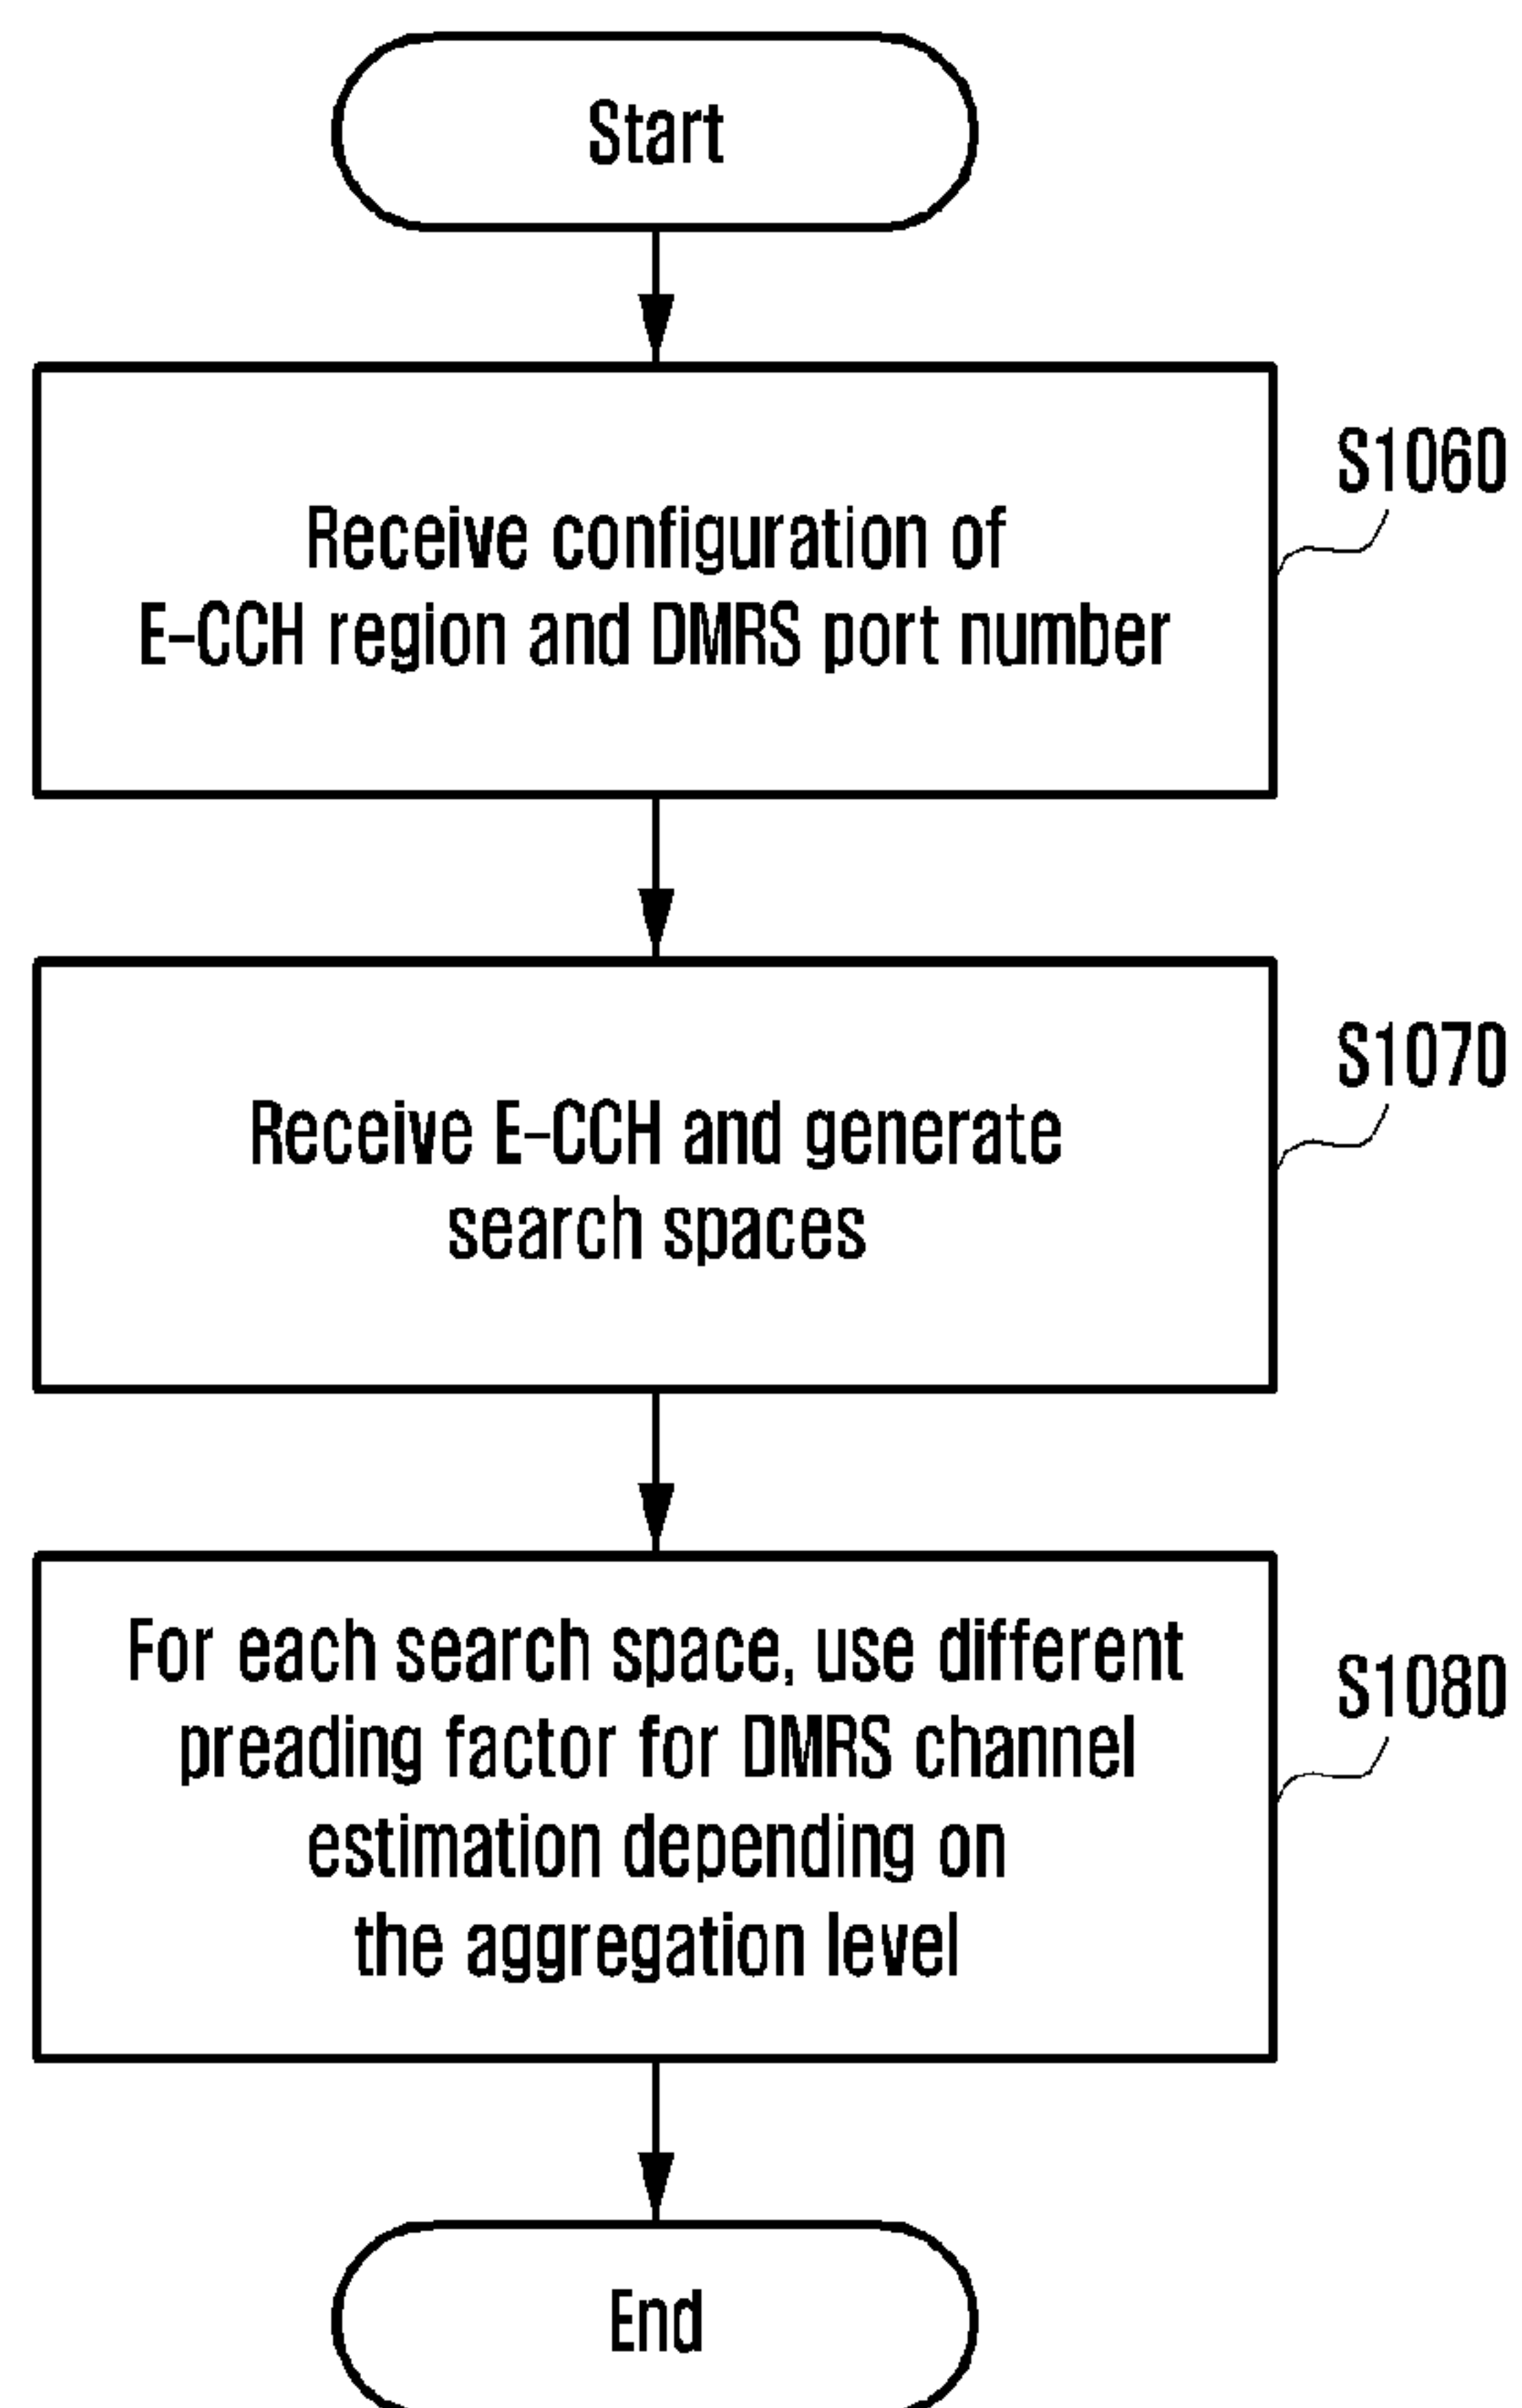 Start
S1060
Receive configuration of
E-CCH region and DMRS port number
S1070
Receive E-CCH and generate
search spaces
For each search space, use different
S1080
preading factor for DMRS channel
estimation depending on
the aggregation level
End